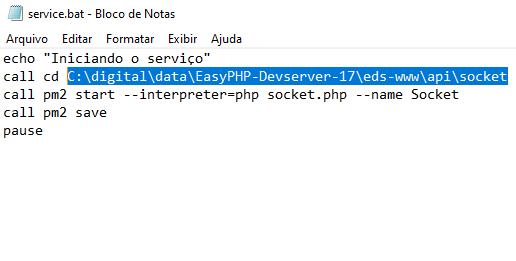 service.bat - Bloco de Notas
Arquivo Editar Formatar Exibir Ajuda
echo "Iniciando o serviço"
call cd C:\digital\data\EasyPHP-Devserver-17\eds-www\api\socket
call pm2 start --interpreter=php socket.php --name Socket
call pm2 save
pause